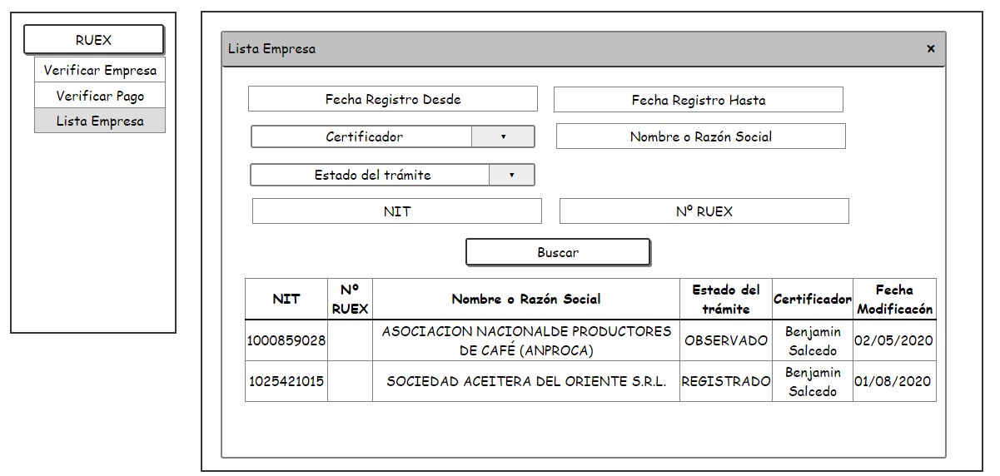 RUEX
Verificar Empresa
Verificar Pago
Lista Empresa
Lista Empresa ×
Fecha Registro Desde
Fecha Registro Hasta
Certificador ▼
Nombre o Razón Social
Estado del trámite ▼
NIT
Nº RUEX
Buscar
NIT
Nº
RUEX
Nombre o Razón Social
Estado del
trámite
Certificador
Fecha
Modificacón
1000859028
ASOCIACION NACIONALDE PRODUCTORES
DE CAFÉ (ANPROCA)
OBSERVADO
Benjamin
Salcedo
02/05/2020
1025421015
SOCIEDAD ACEITERA DEL ORIENTE S.R.L.
REGISTRADO
Benjamin
Salcedo
01/08/2020